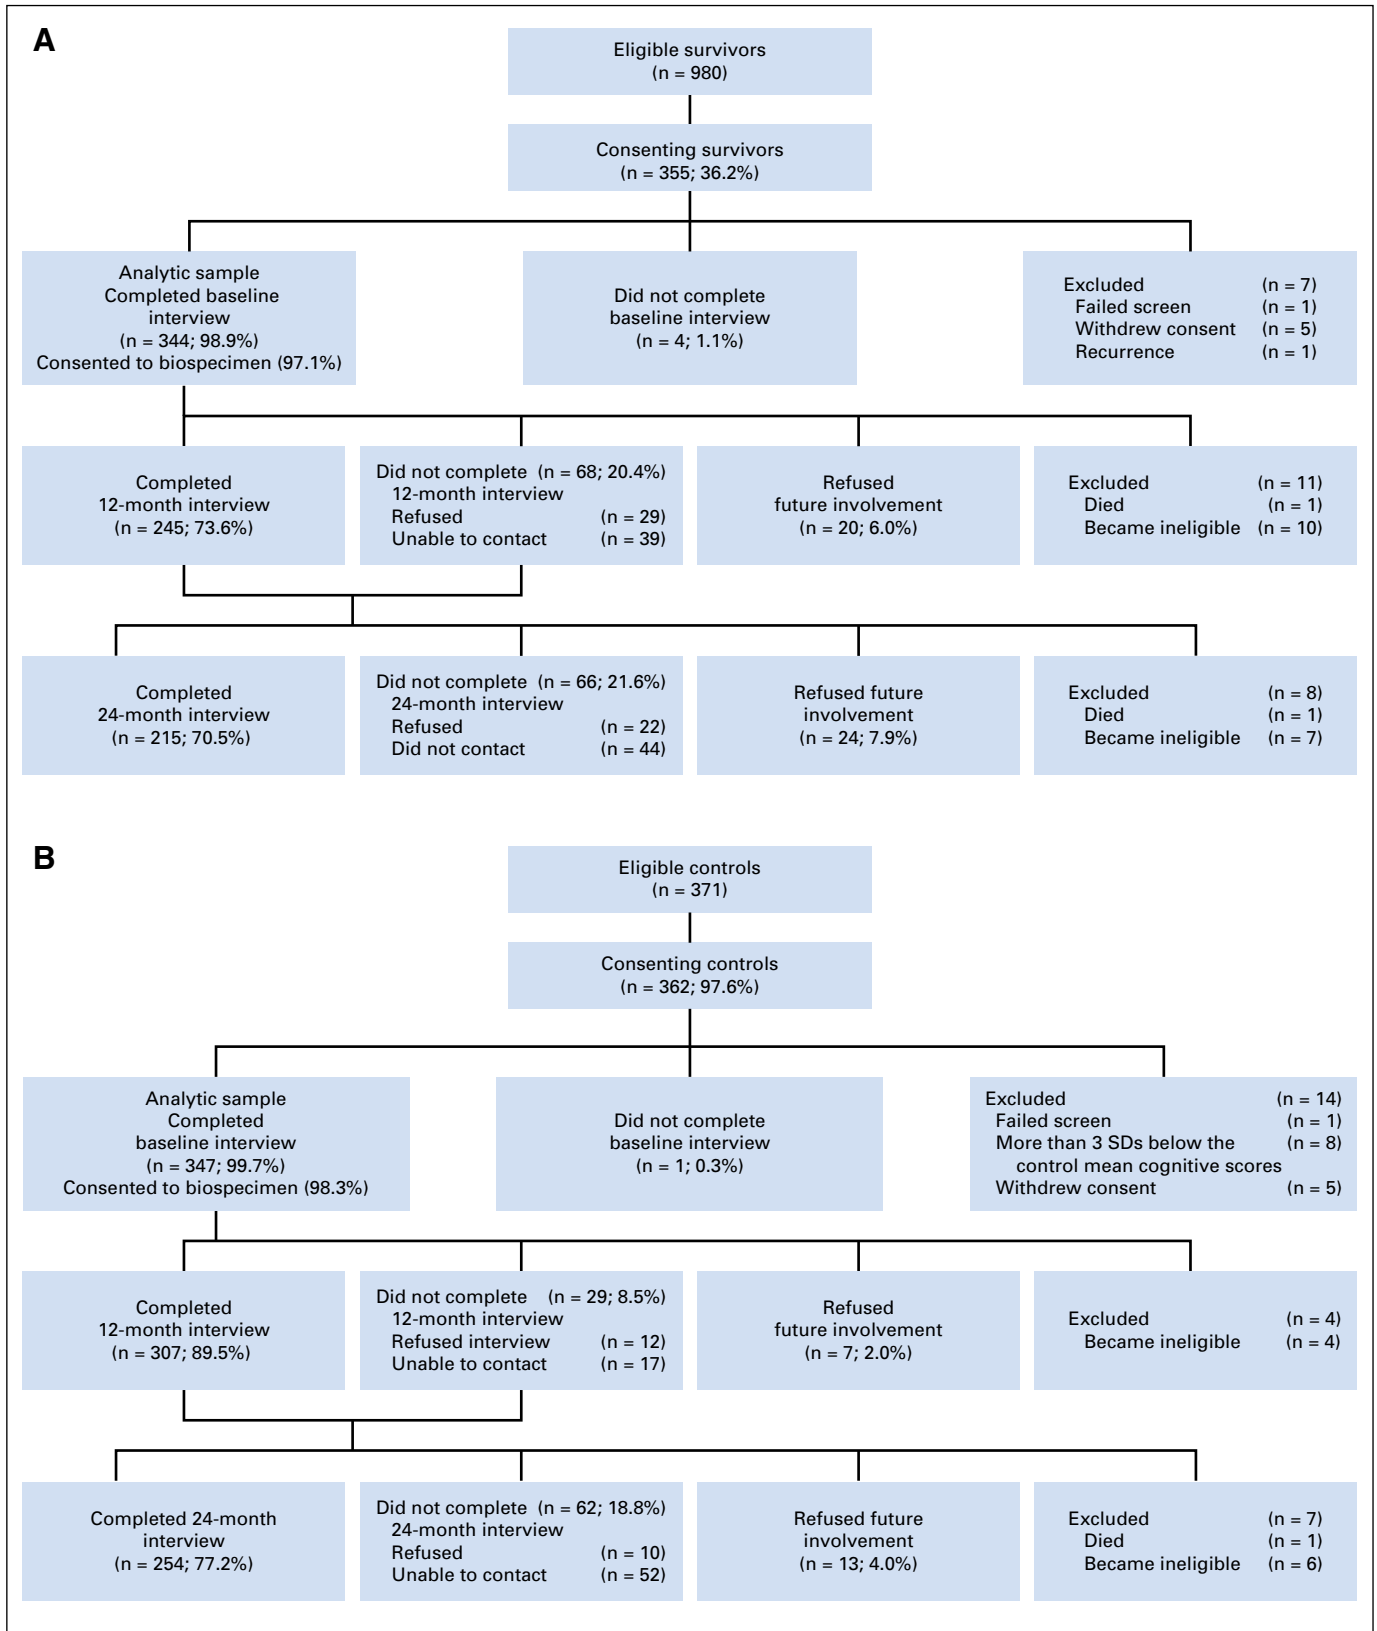 A
Eligible survivors
(n = 980)
Consenting survivors
(n = 355; 36.2%)
Analytic sample
Completed baseline
interview
(n = 344; 98.9%)
Consented to biospecimen (97.1%)
Did not complete
baseline interview
(n = 4; 1.1%)
Excluded (n = 7)
Failed screen (n = 1)
Withdrew consent (n = 5)
Recurrence (n = 1)
Completed
12-month interview
(n = 245; 73.6%)
Did not complete (n = 68; 20.4%)
12-month interview
Refused (n = 29)
Unable to contact (n = 39)
Refused
future involvement
(n = 20; 6.0%)
Excluded (n = 11)
Died (n = 1)
Became ineligible (n = 10)
Completed
24-month interview
(n = 215; 70.5%)
Did not complete (n = 66; 21.6%)
24-month interview
Refused (n = 22)
Did not contact (n = 44)
Refused future
involvement
(n = 24; 7.9%)
Excluded (n = 8)
Died (n = 1)
Became ineligible (n = 7)
B
Eligible controls
(n = 371)
Consenting controls
(n = 362; 97.6%)
Analytic sample
Completed
baseline interview
(n = 347; 99.7%)
Consented to biospecimen (98.3%)
Did not complete
baseline interview
(n = 1; 0.3%)
Excluded (n = 14)
Failed screen (n = 1)
More than 3 SDs below the (n = 8)
control mean cognitive scores
Withdrew consent (n = 5)
Completed
12-month interview
(n = 307; 89.5%)
Did not complete (n = 29; 8.5%)
12-month interview
Refused interview (n = 12)
Unable to contact (n = 17)
Refused
future involvement
(n = 7; 2.0%)
Excluded (n = 4)
Became ineligible (n = 4)
Completed 24-month
interview
(n = 254; 77.2%)
Did not complete (n = 62; 18.8%)
24-month interview
Refused (n = 10)
Unable to contact (n = 52)
Refused future
involvement
(n = 13; 4.0%)
Excluded (n = 7)
Died (n = 1)
Became ineligible (n = 6)